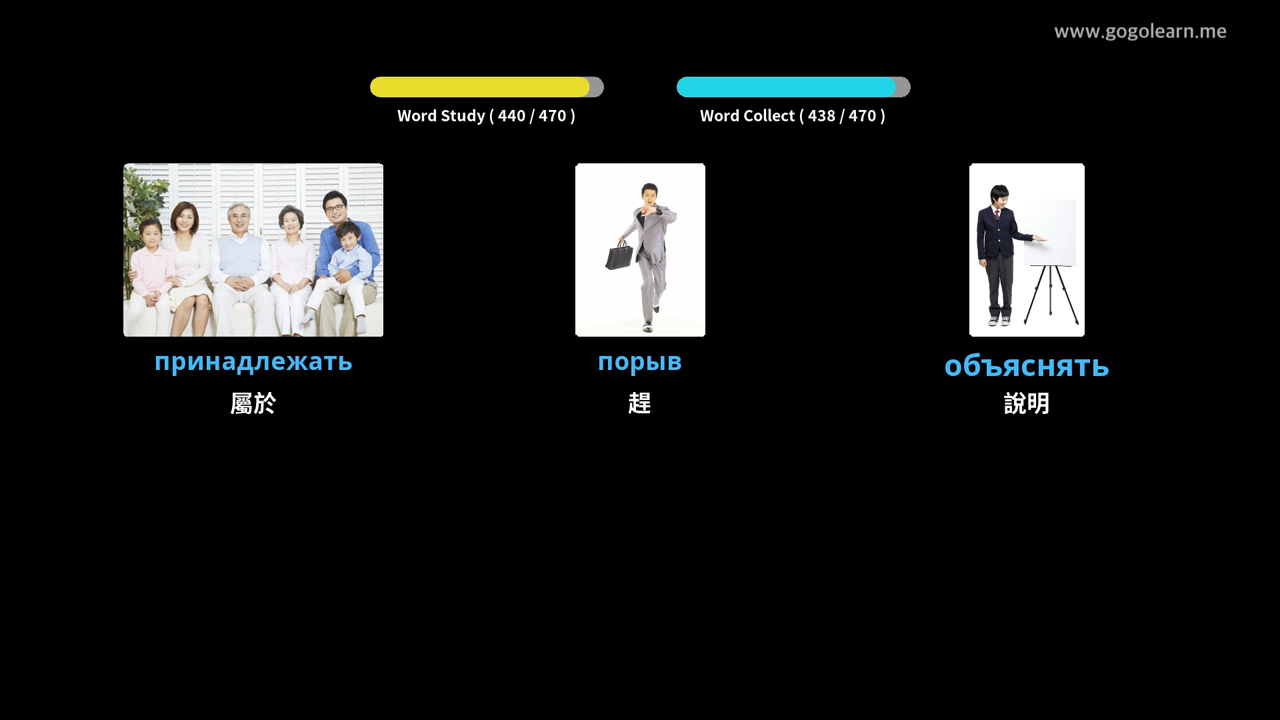 www.gogolearn.me
Word Study ( 440 / 470 )
Word Collect ( 438 / 470 )
принадлежать
порыв
объяснять
屬於
趕
說明